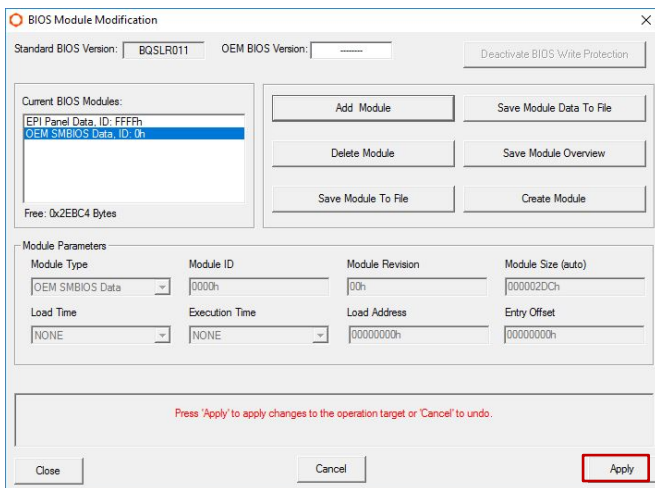 BIOS Module Modification
Standard BIOS Version: BQSLR011 OEM BIOS Version: --------
Deactivate BIOS Write Protection
Current BIOS Modules:
EPI Panel Data, ID: FFFFh
OEM SMBIOS Data, ID: 0h
Free: 0x2EBC4 Bytes
Add Module Save Module Data To File
Delete Module Save Module Overview
Save Module To File Create Module
Module Parameters
Module Type Module ID Module Revision Module Size (auto)
OEM SMBIOS Data 0000h 00h 000002DCh
Load Time Execution Time Load Address Entry Offset
NONE NONE 00000000h 00000000h
Press 'Apply' to apply changes to the operation target or 'Cancel' to undo.
Close Cancel Apply